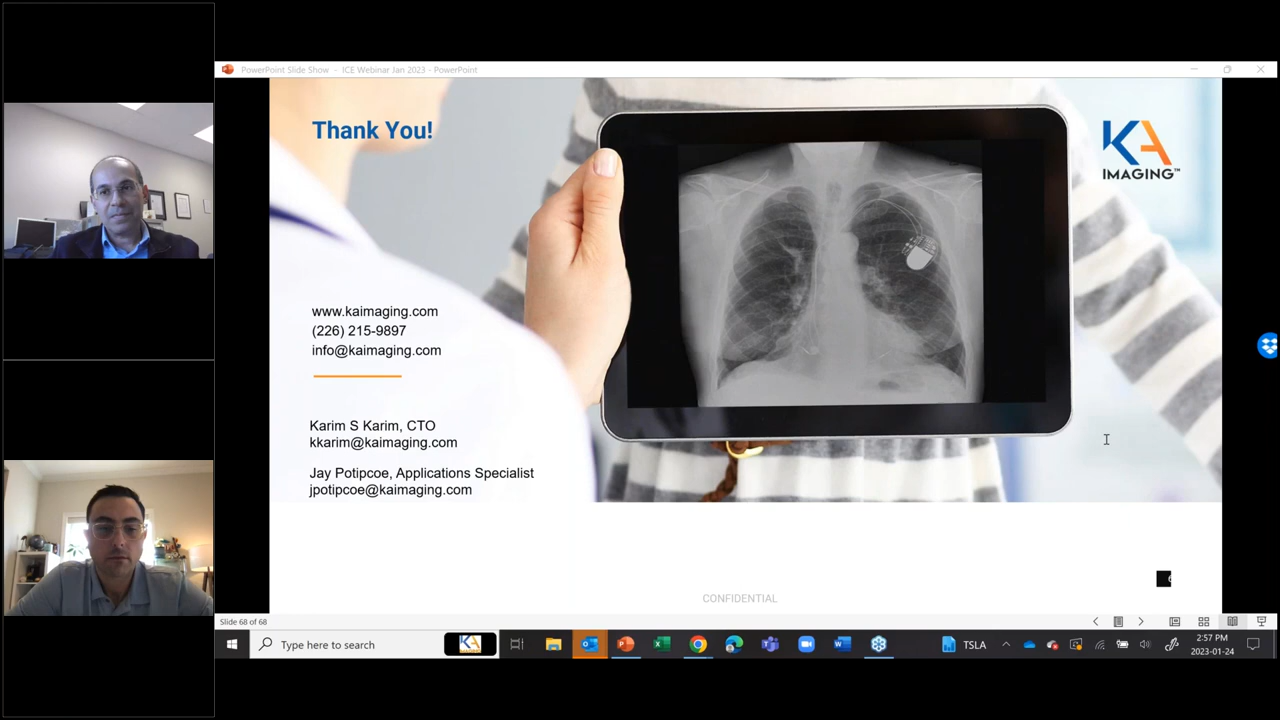 PowerPoint Slide Show - ICE Webinar Jan 2023 - PowerPoint
Thank You!
KA
IMAGING™
www.kaimaging.com
(226) 215-9897
info@kaimaging.com
Karim S Karim, CTO
kkarim@kaimaging.com
Jay Potipcoe, Applications Specialist
jpotipcoe@kaimaging.com
CONFIDENTIAL
Slide 68 of 68
Type here to search
TSLA
2:57 PM
2023-01-24